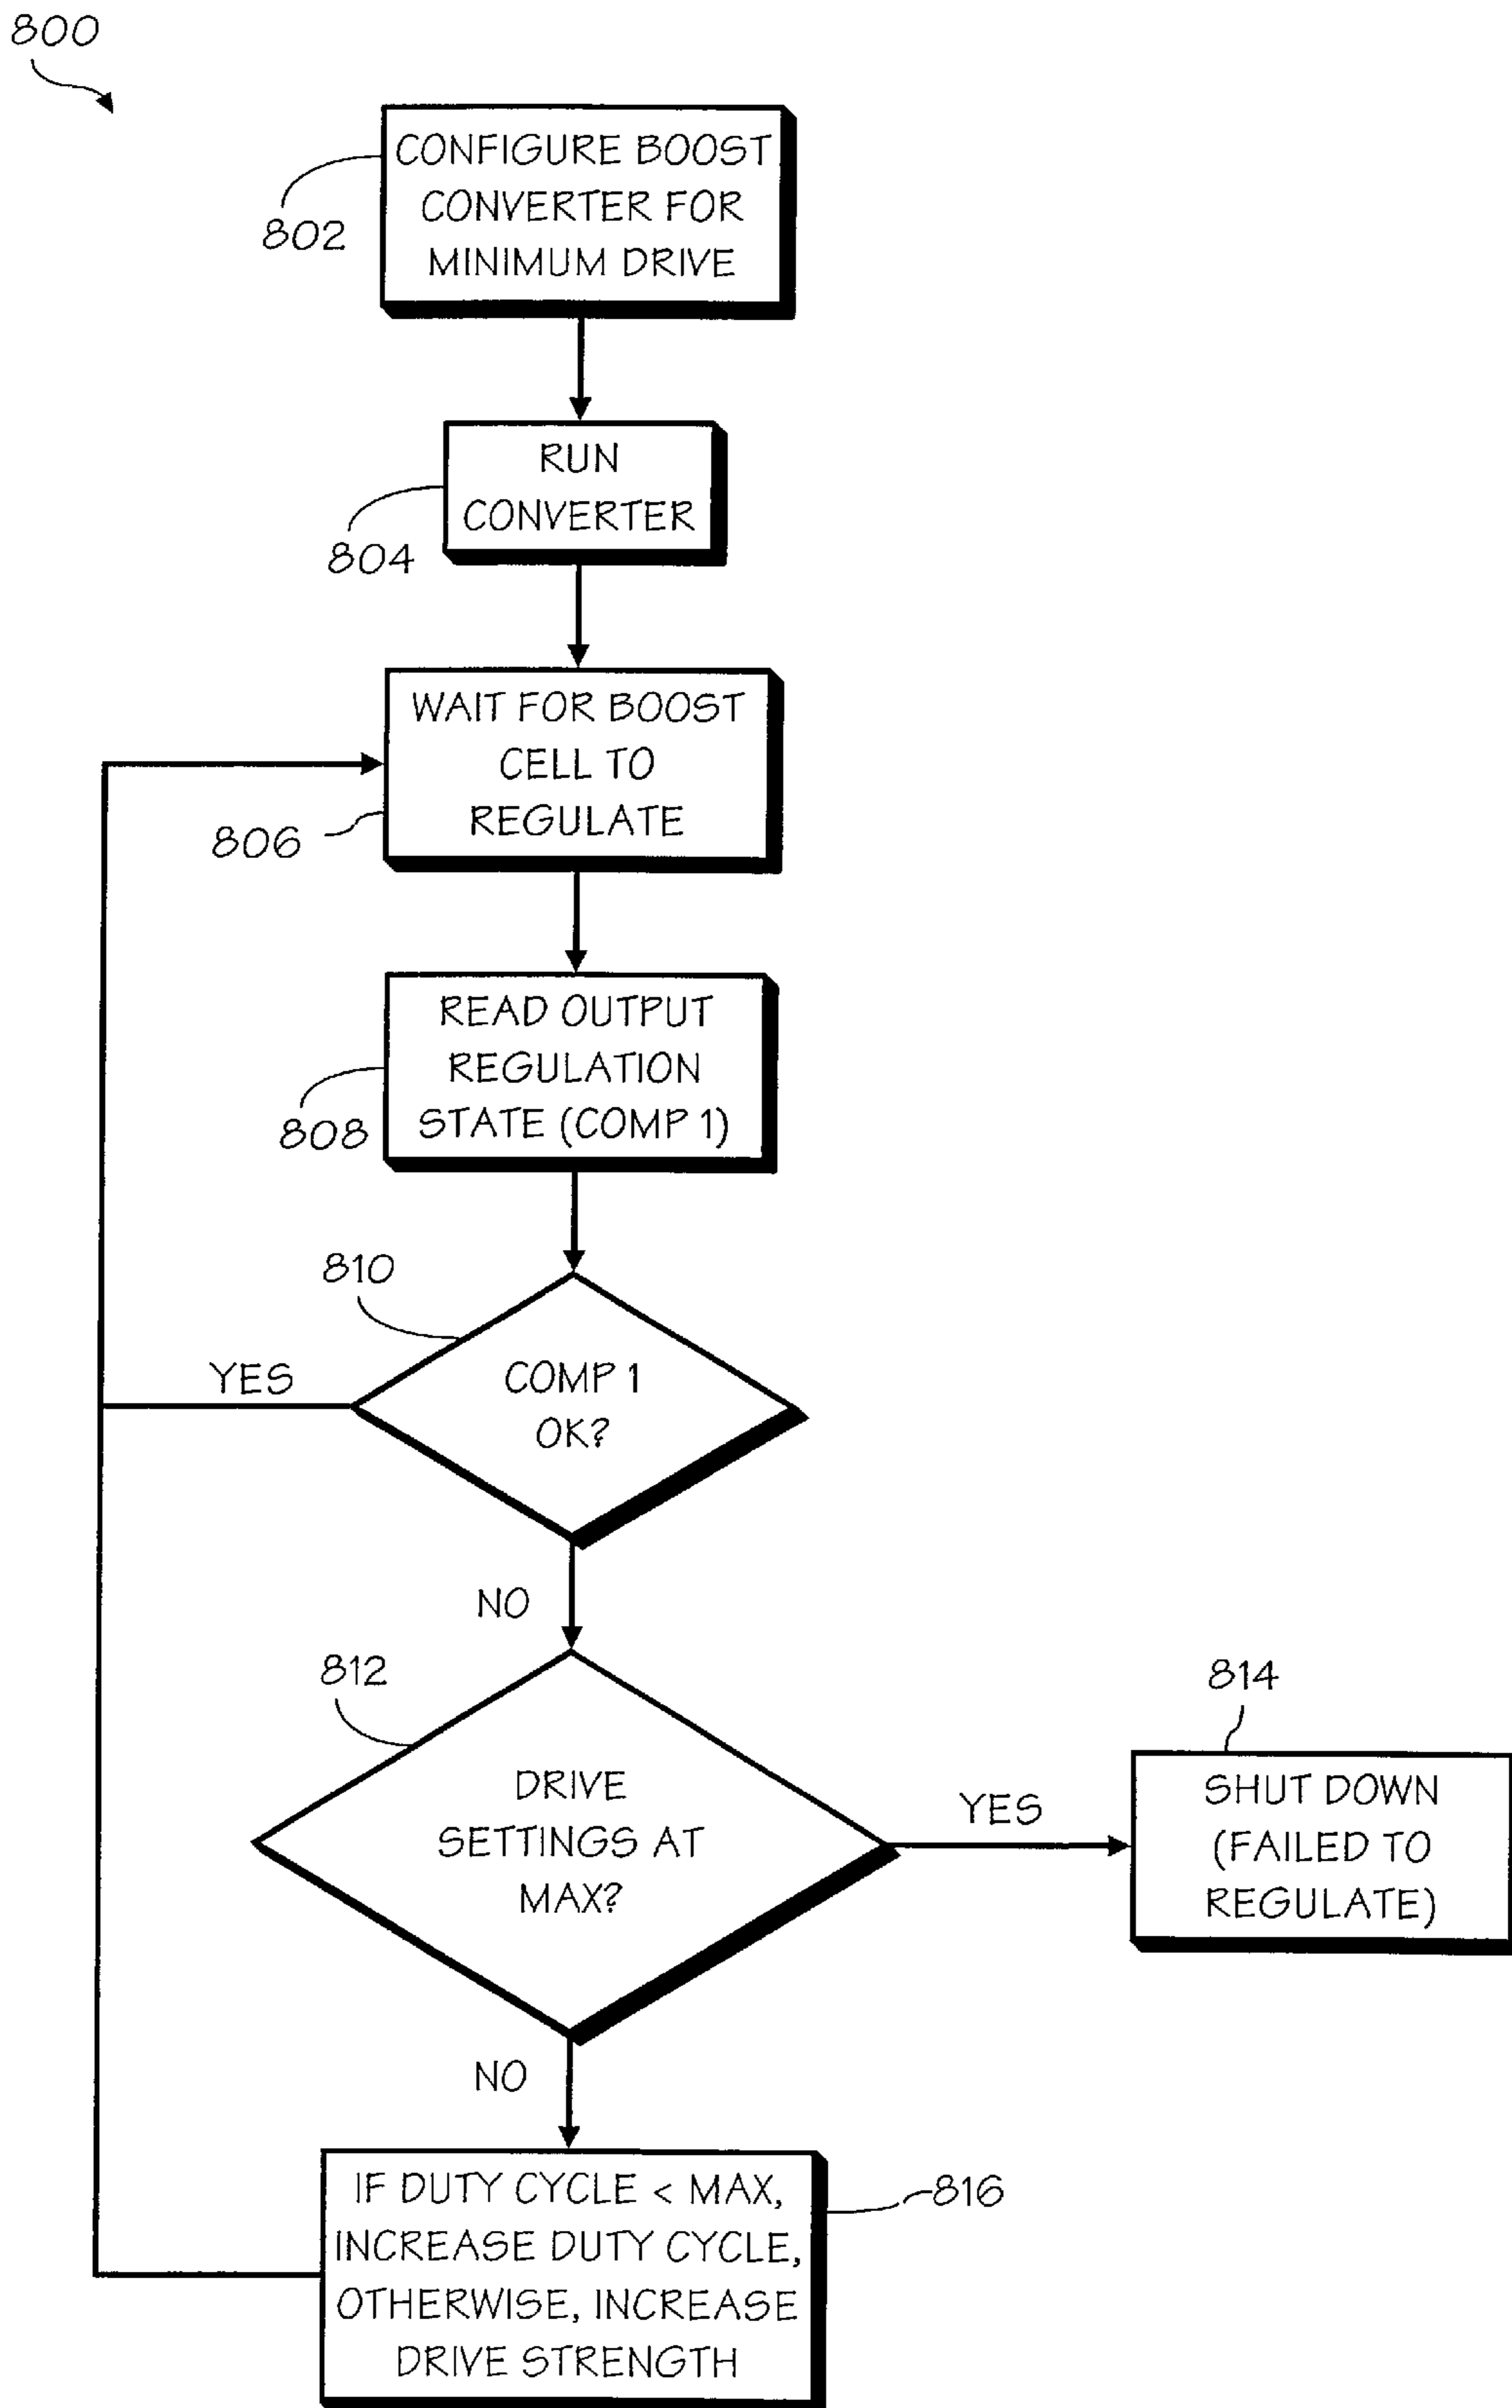 800
CONFIGURE BOOST
CONVERTER FOR
MINIMUM DRIVE
802
RUN
CONVERTER
804
WAIT FOR BOOST
CELL TO
REGULATE
806
READ OUTPUT
REGULATION
STATE (COMP 1)
808
810
COMP 1
OK?
YES
NO
812
DRIVE
SETTINGS AT
MAX?
YES
814
SHUT DOWN
(FAILED TO
REGULATE)
NO
IF DUTY CYCLE < MAX,
INCREASE DUTY CYCLE,
OTHERWISE, INCREASE
DRIVE STRENGTH
816